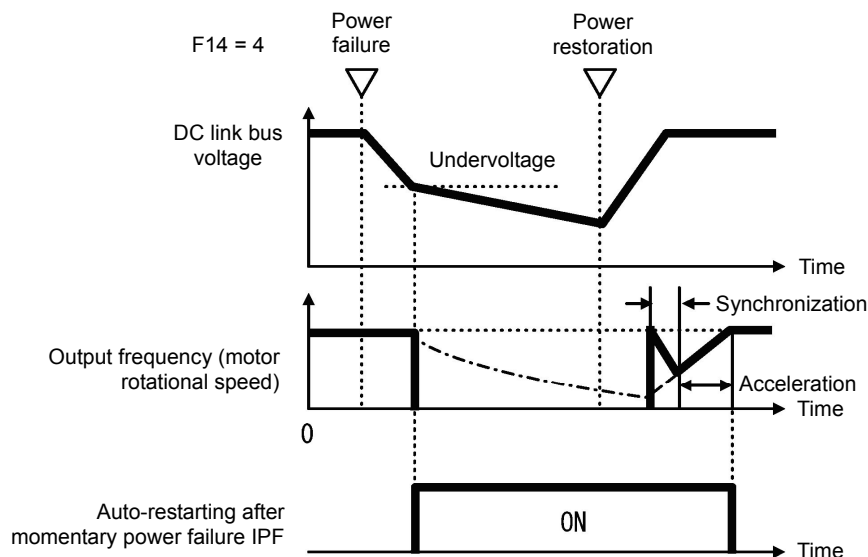 F14 = 4
Power
failure
Power
restoration
DC link bus
voltage
Undervoltage
Time
Synchronization
Output frequency (motor
rotational speed)
Acceleration
Time
0
Auto-restarting after
momentary power failure IPF
ON
Time